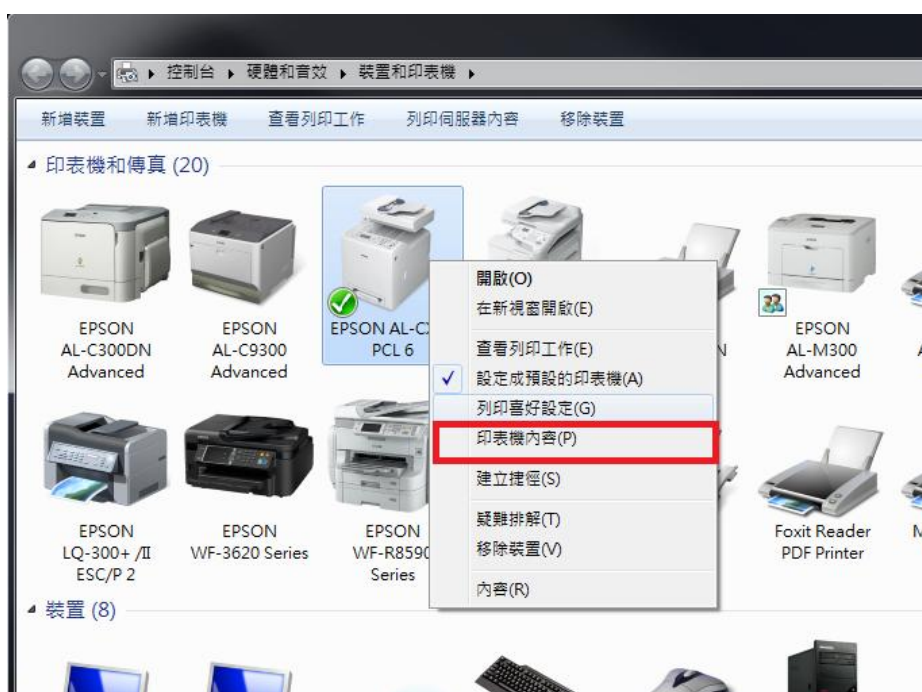 控制台 ▸ 硬體和音效 ▸ 裝置和印表機 ▸
新增裝置 新增印表機 查看列印工作 列印伺服器內容 移除裝置
印表機和傳真 (20)
EPSON
AL-C300DN
Advanced
EPSON
AL-C9300
Advanced
EPSON AL-C
PCL 6
EPSON
AL-M300
Advanced
開啟(O)
在新視窗開啟(E)
查看列印工作(E)
設定成預設的印表機(A)
列印喜好設定(G)
印表機內容(P)
建立捷徑(S)
疑難排解(T)
移除裝置(V)
內容(R)
EPSON
LQ-300+ /II
ESC/P 2
EPSON
WF-3620 Series
EPSON
WF-R8590
Series
Foxit Reader
PDF Printer
裝置 (8)